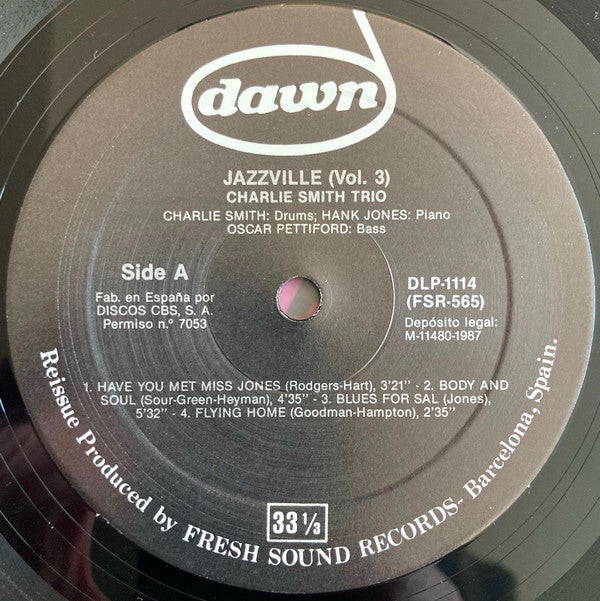 dawn
JAZZVILLE (Vol. 3)
CHARLIE SMITH TRIO
CHARLIE SMITH: Drums; HANK JONES: Piano
OSCAR PETTIFORD: Bass
Side A
Fab. en España por
DISCOS CBS, S. A.
Permiso n.º 7053
DLP-1114
(FSR-565)
Depósito legal:
M-11480-1987
1. HAVE YOU MET MISS JONES (Rodgers-Hart), 3'21'' - 2. BODY AND
SOUL (Sour-Green-Heyman), 4'35'' - 3. BLUES FOR SAL (Jones),
5'32'' - 4. FLYING HOME (Goodman-Hampton), 2'35''
33 1/3
Reissue Produced by FRESH SOUND RECORDS- Barcelona, Spain.